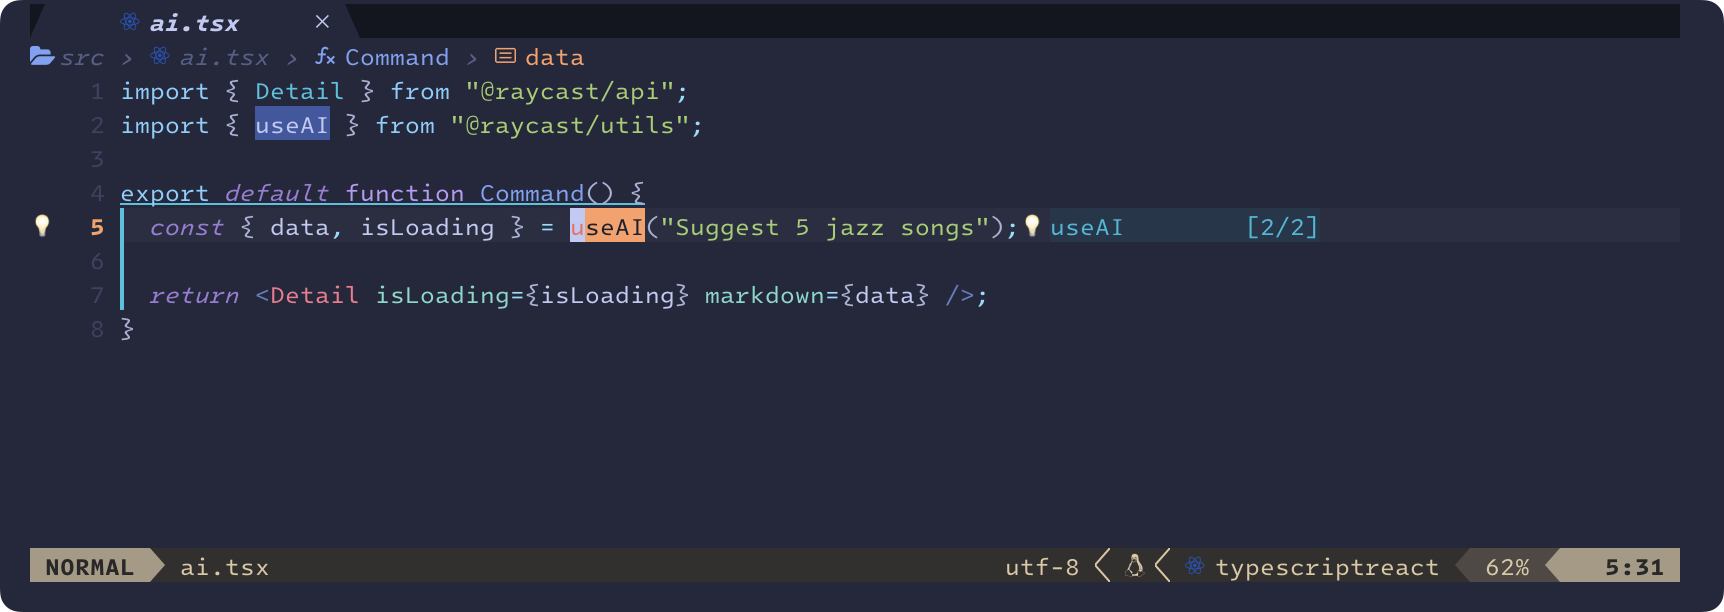 ai.tsx ×
src › ai.tsx › fx Command › data
1 import { Detail } from "@raycast/api";
2 import { useAI } from "@raycast/utils";
3
4 export default function Command() {
5   const { data, isLoading } = useAI("Suggest 5 jazz songs"); useAI [2/2]
6
7   return <Detail isLoading={isLoading} markdown={data} />;
8 }
NORMAL ai.tsx utf-8 typescriptreact 62% 5:31